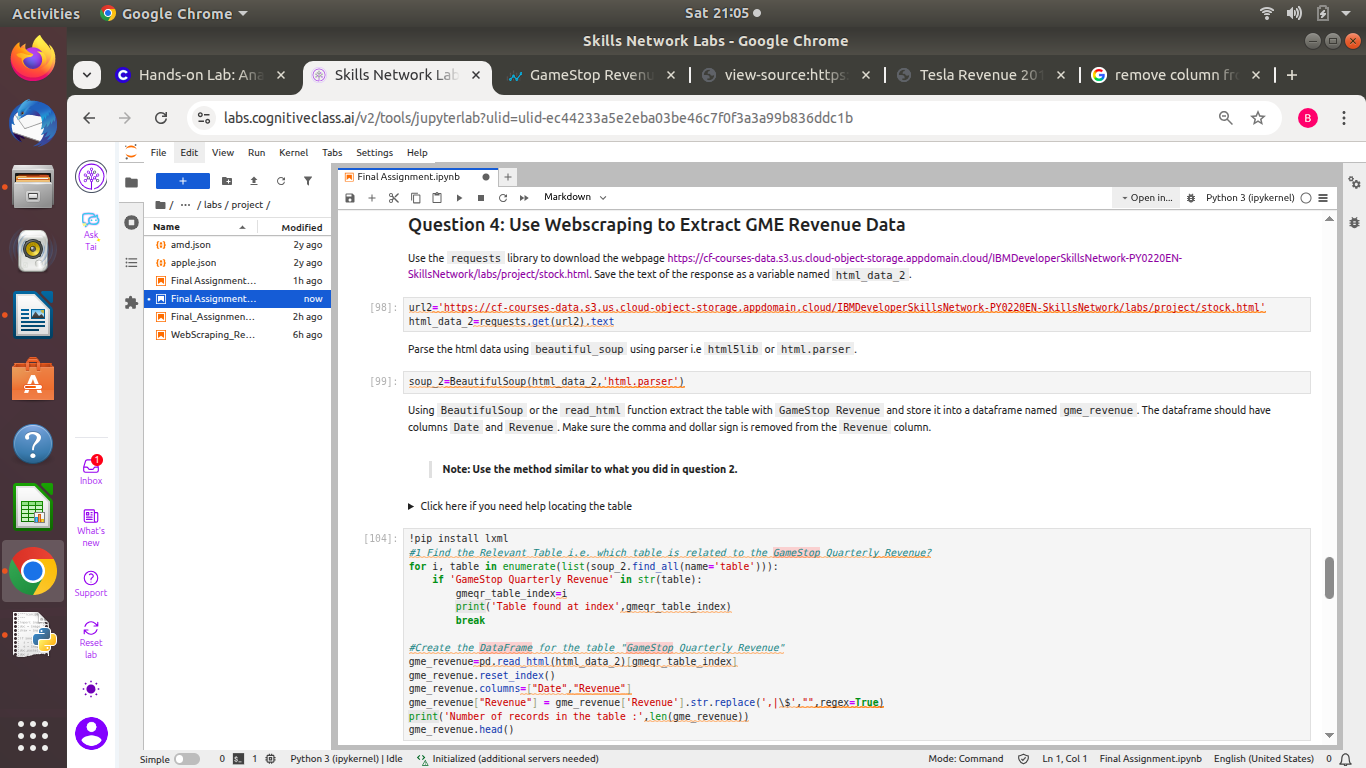 Activities
Google Chrome
Sat 21:05
Skills Network Labs - Google Chrome
Hands-on Lab: Ana
Skills Network Lab
GameStop Revenu
view-source:https:
Tesla Revenue 201
remove column fr
labs.cognitiveclass.ai/v2/tools/jupyterlab?ulid=ulid-ec44233a5e2eba03be46c7f0f3a3a99b836ddc1b
B
File Edit View Run Kernel Tabs Settings Help
Ask
Tai
Inbox
1
What's
new
Support
Reset
lab
/ ··· / labs / project /
Name Modified
amd.json 2y ago
apple.json 2y ago
Final Assignment... 1h ago
Final Assignment... now
Final_Assignmen... 2h ago
WebScraping_Re... 6h ago
Final Assignment.ipynb
Markdown
Open in...
Python 3 (ipykernel)
Question 4: Use Webscraping to Extract GME Revenue Data
Use the requests library to download the webpage https://cf-courses-data.s3.us.cloud-object-storage.appdomain.cloud/IBMDeveloperSkillsNetwork-PY0220EN-
SkillsNetwork/labs/project/stock.html. Save the text of the response as a variable named html_data_2.
[98]: url2='https://cf-courses-data.s3.us.cloud-object-storage.appdomain.cloud/IBMDeveloperSkillsNetwork-PY0220EN-SkillsNetwork/labs/project/stock.html'
html_data_2=requests.get(url2).text
Parse the html data using beautiful_soup using parser i.e html5lib or html.parser.
[99]: soup_2=BeautifulSoup(html_data_2,'html.parser')
Using BeautifulSoup or the read_html function extract the table with GameStop Revenue and store it into a dataframe named gme_revenue. The dataframe should have
columns Date and Revenue. Make sure the comma and dollar sign is removed from the Revenue column.
Note: Use the method similar to what you did in question 2.
Click here if you need help locating the table
[104]: !pip install lxml
#1 Find the Relevant Table i.e. which table is related to the GameStop Quarterly Revenue?
for i, table in enumerate(list(soup_2.find_all(name='table'))):
if 'GameStop Quarterly Revenue' in str(table):
gmeqr_table_index=i
print('Table found at index',gmeqr_table_index)
break
#Create the DataFrame for the table "GameStop Quarterly Revenue"
gme_revenue=pd.read_html(html_data_2)[gmeqr_table_index]
gme_revenue.reset_index()
gme_revenue.columns=["Date","Revenue"]
gme_revenue["Revenue"] = gme_revenue['Revenue'].str.replace(',|\$',"",regex=True)
print('Number of records in the table :',len(gme_revenue))
gme_revenue.head()
Simple 0 1 Python 3 (ipykernel) | Idle Initialized (additional servers needed) Mode: Command Ln 1, Col 1 Final Assignment.ipynb English (United States) 0